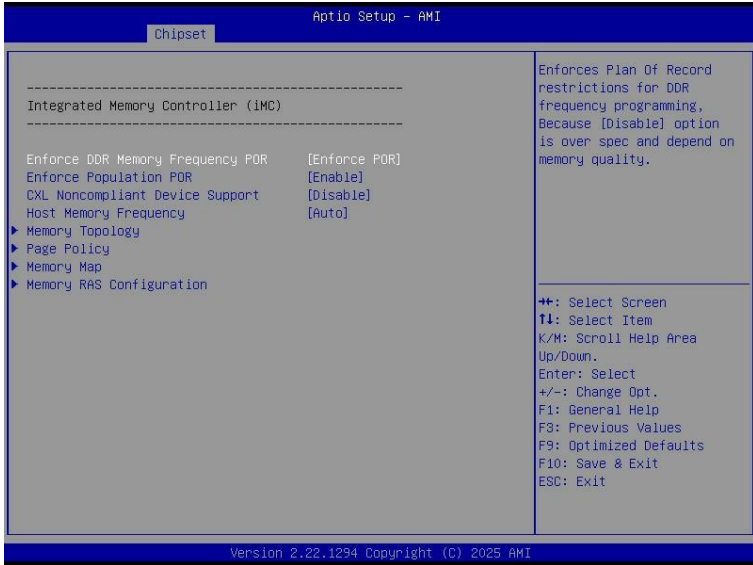 Aptio Setup – AMI
Chipset
--------------------------------------------------
Integrated Memory Controller (iMC)
--------------------------------------------------
Enforce DDR Memory Frequency POR [Enforce POR]
Enforce Population POR [Enable]
CXL Noncompliant Device Support [Disable]
Host Memory Frequency [Auto]
Memory Topology
Page Policy
Memory Map
Memory RAS Configuration
Enforces Plan Of Record
restrictions for DDR
frequency programming,
Because [Disable] option
is over spec and depend on
memory quality.
→←: Select Screen
↑↓: Select Item
K/M: Scroll Help Area
Up/Down.
Enter: Select
+/-: Change Opt.
F1: General Help
F3: Previous Values
F9: Optimized Defaults
F10: Save & Exit
ESC: Exit
Version 2.22.1294 Copyright (C) 2025 AMI